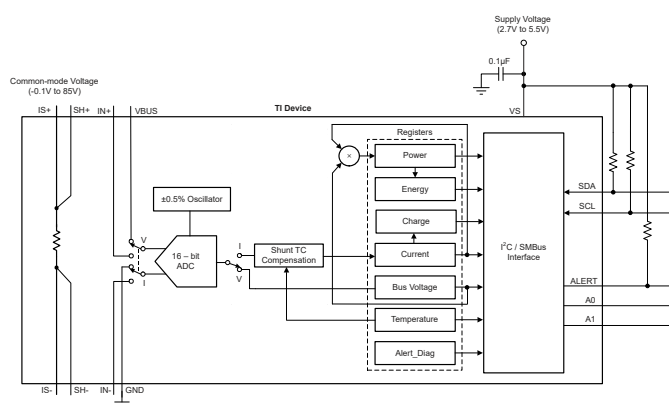 Supply Voltage
(2.7V to 5.5V)
0.1µF
Common-mode Voltage
(-0.1V to 85V)
IS+ SH+ IN+ VBUS
TI Device
VS
Registers
×
Power
Energy
Charge
Current
Bus Voltage
Temperature
Alert_Diag
±0.5% Oscillator
V
16 – bit
ADC
I
I
V
Shunt TC
Compensation
I²C / SMBus
Interface
SDA
SCL
ALERT
A0
A1
IS- SH- IN- GND